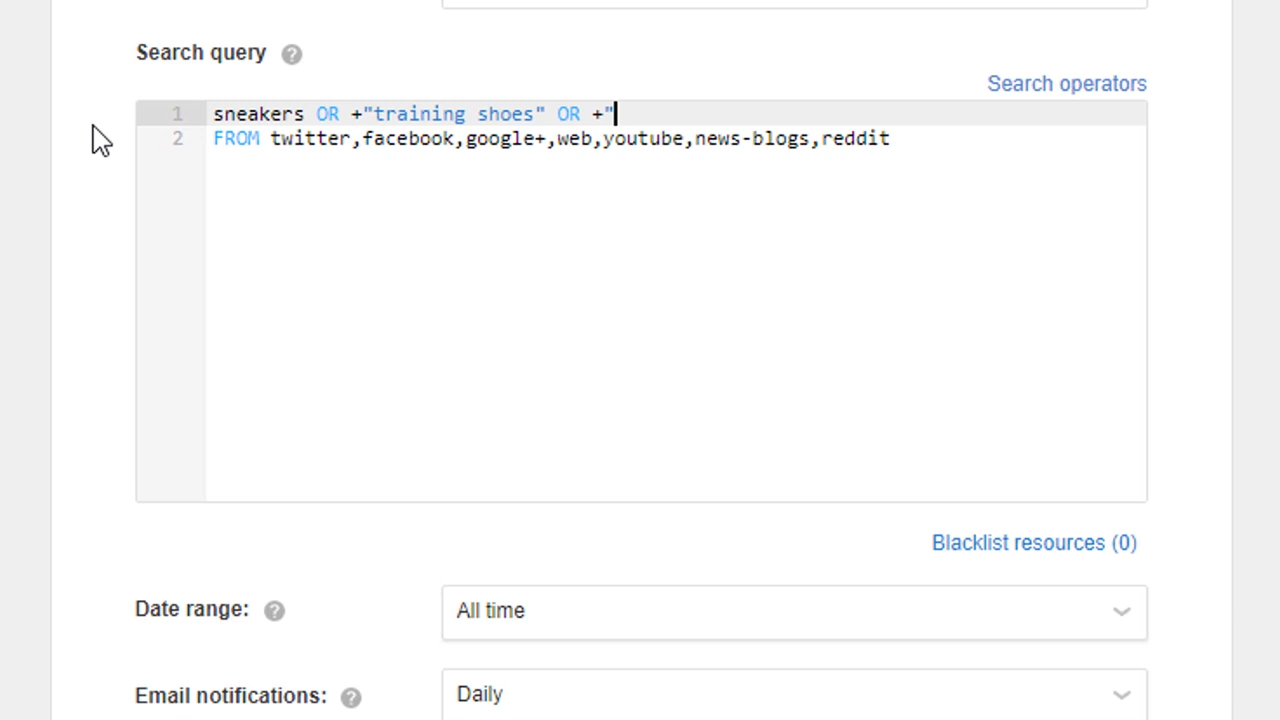 Search query ?
Search operators
1 sneakers OR +"training shoes" OR +"
2 FROM twitter,facebook,google+,web,youtube,news-blogs,reddit
Blacklist resources (0)
Date range: ? All time
Email notifications: ? Daily